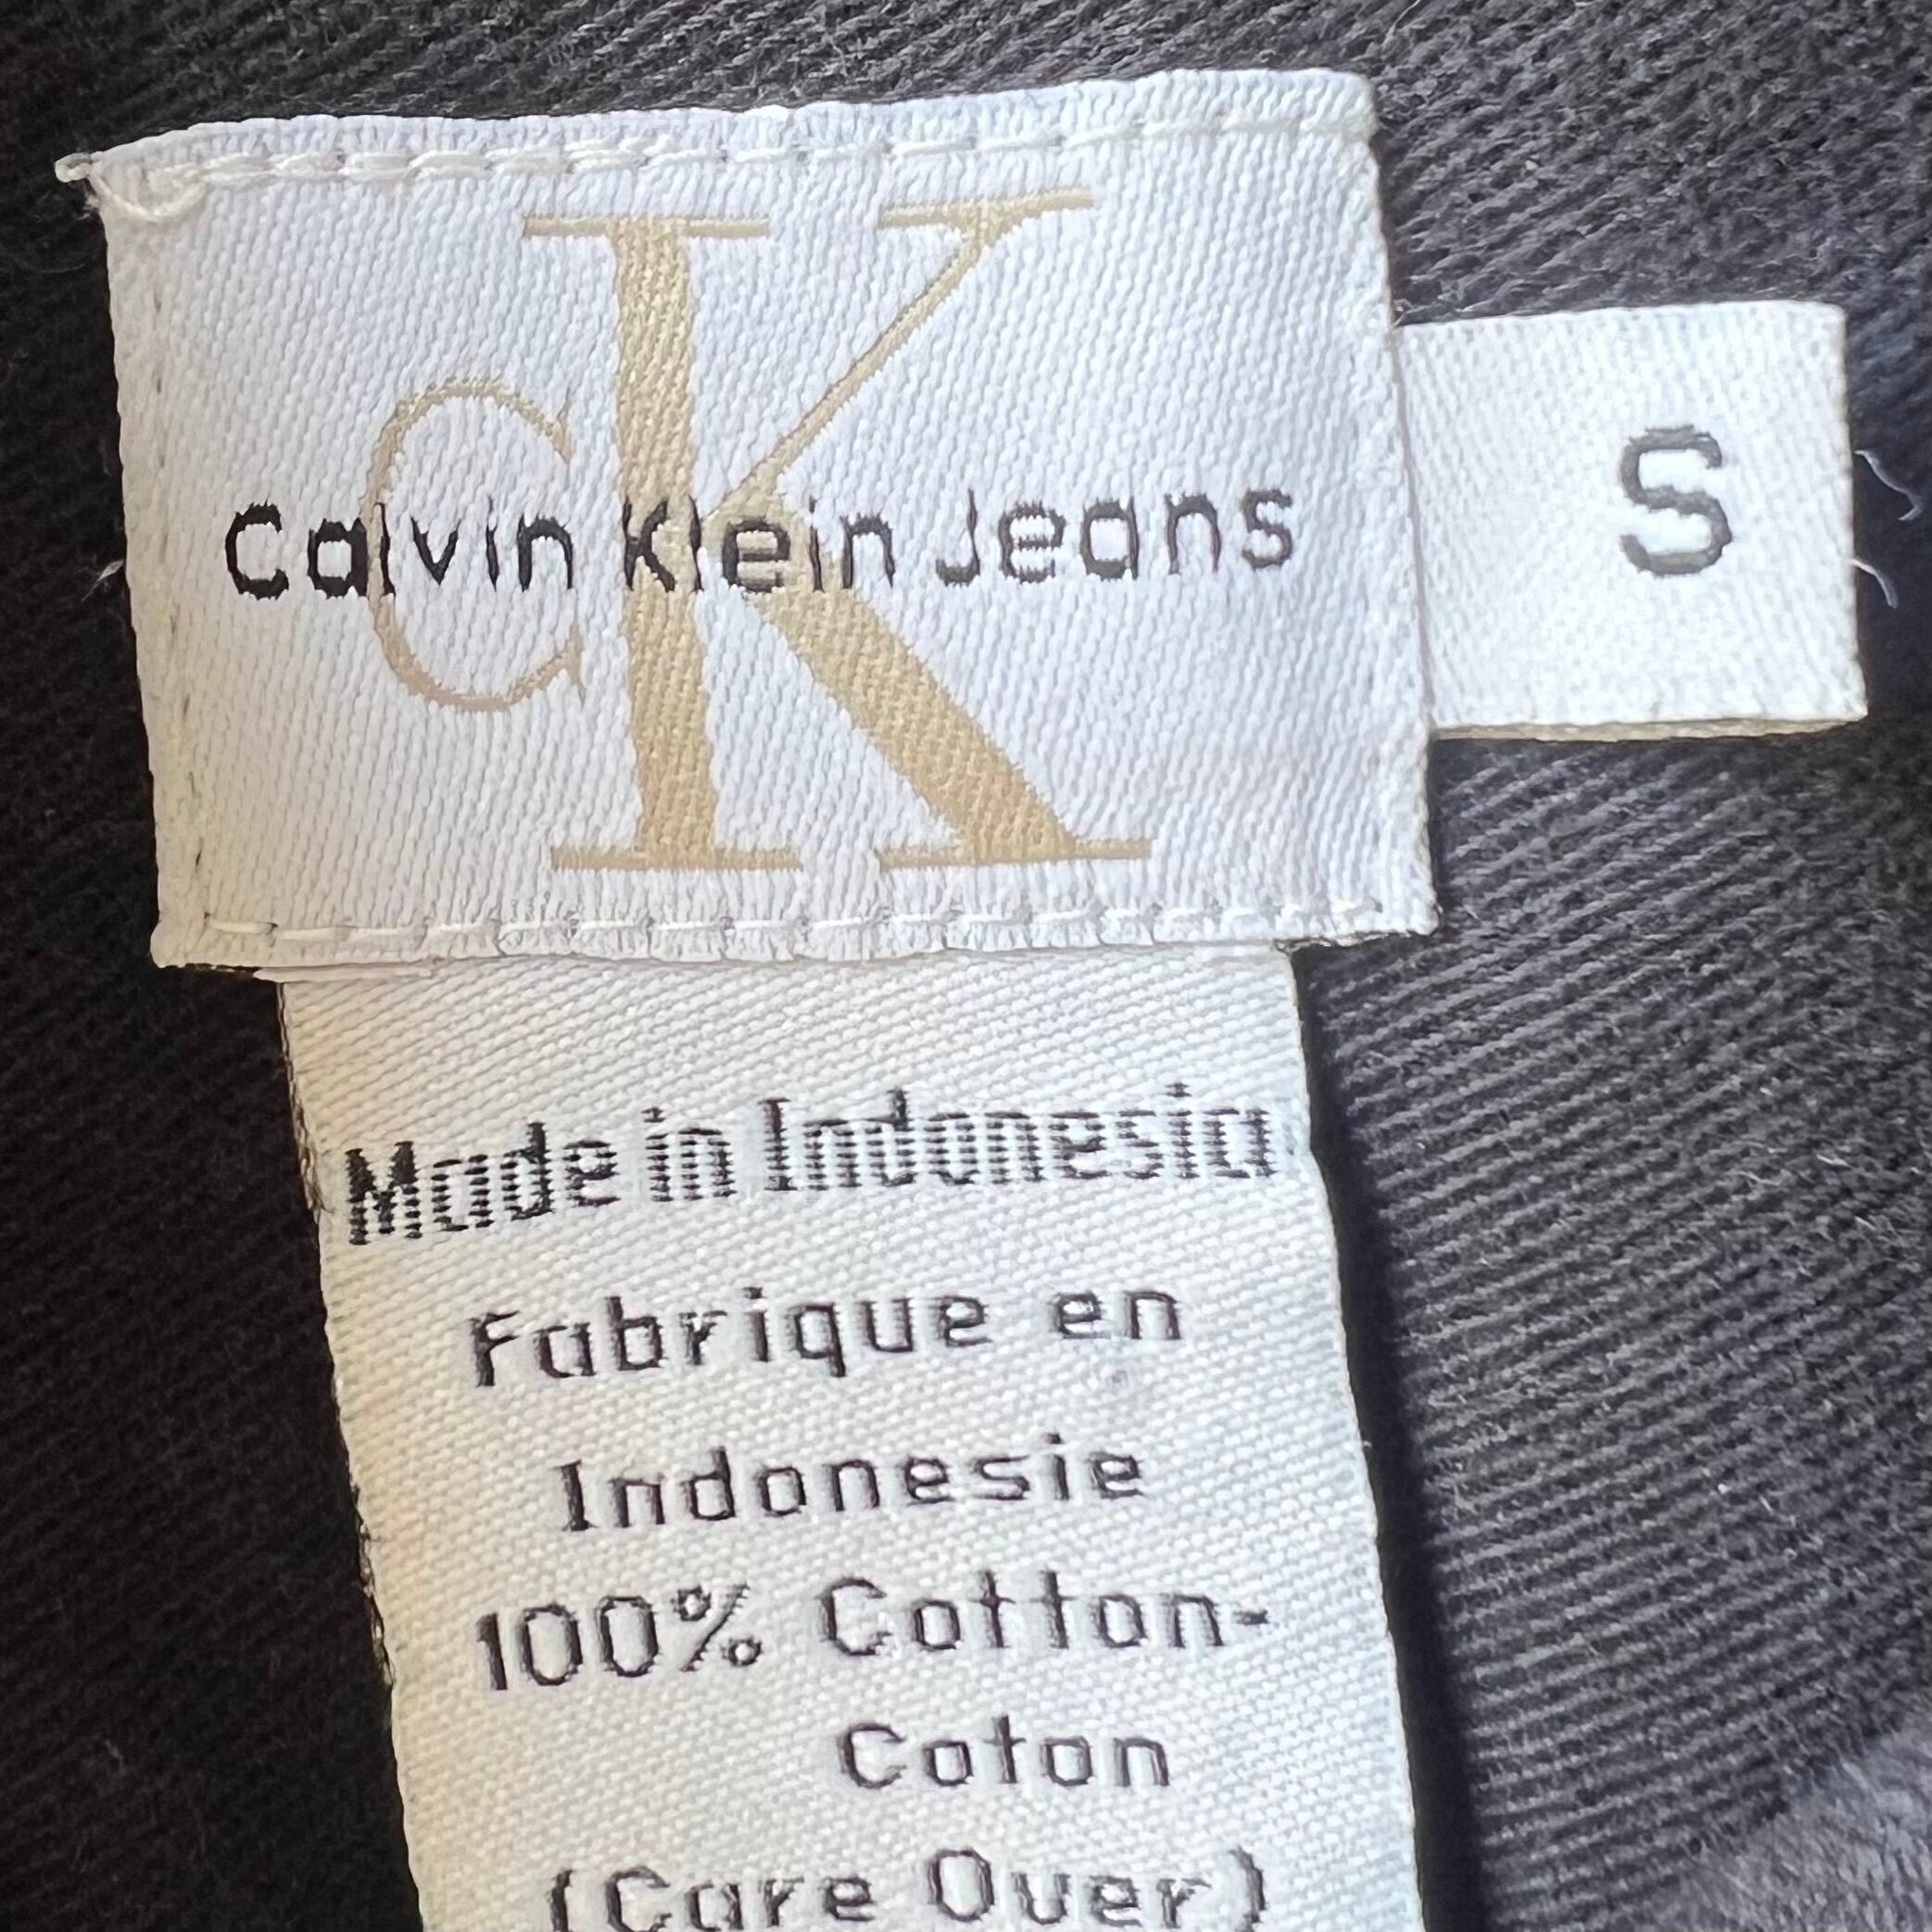 CK
Calvin Klein Jeans
S
Made in Indonesia
Fabrique en
Indonesie
100% Cotton-
Coton
(Care Over)